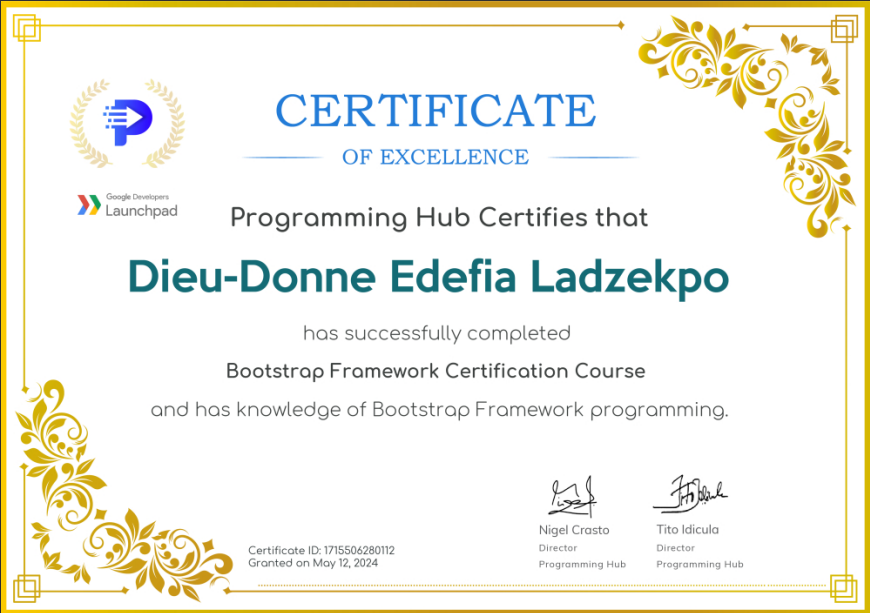 CERTIFICATE
OF EXCELLENCE
Google Developers
Launchpad
Programming Hub Certifies that
Dieu-Donne Edefia Ladzekpo
has successfully completed
Bootstrap Framework Certification Course
and has knowledge of Bootstrap Framework programming.
Nigel Crasto
Director
Programming Hub
Tito Idicula
Director
Programming Hub
Certificate ID: 1715506280112
Granted on May 12, 2024